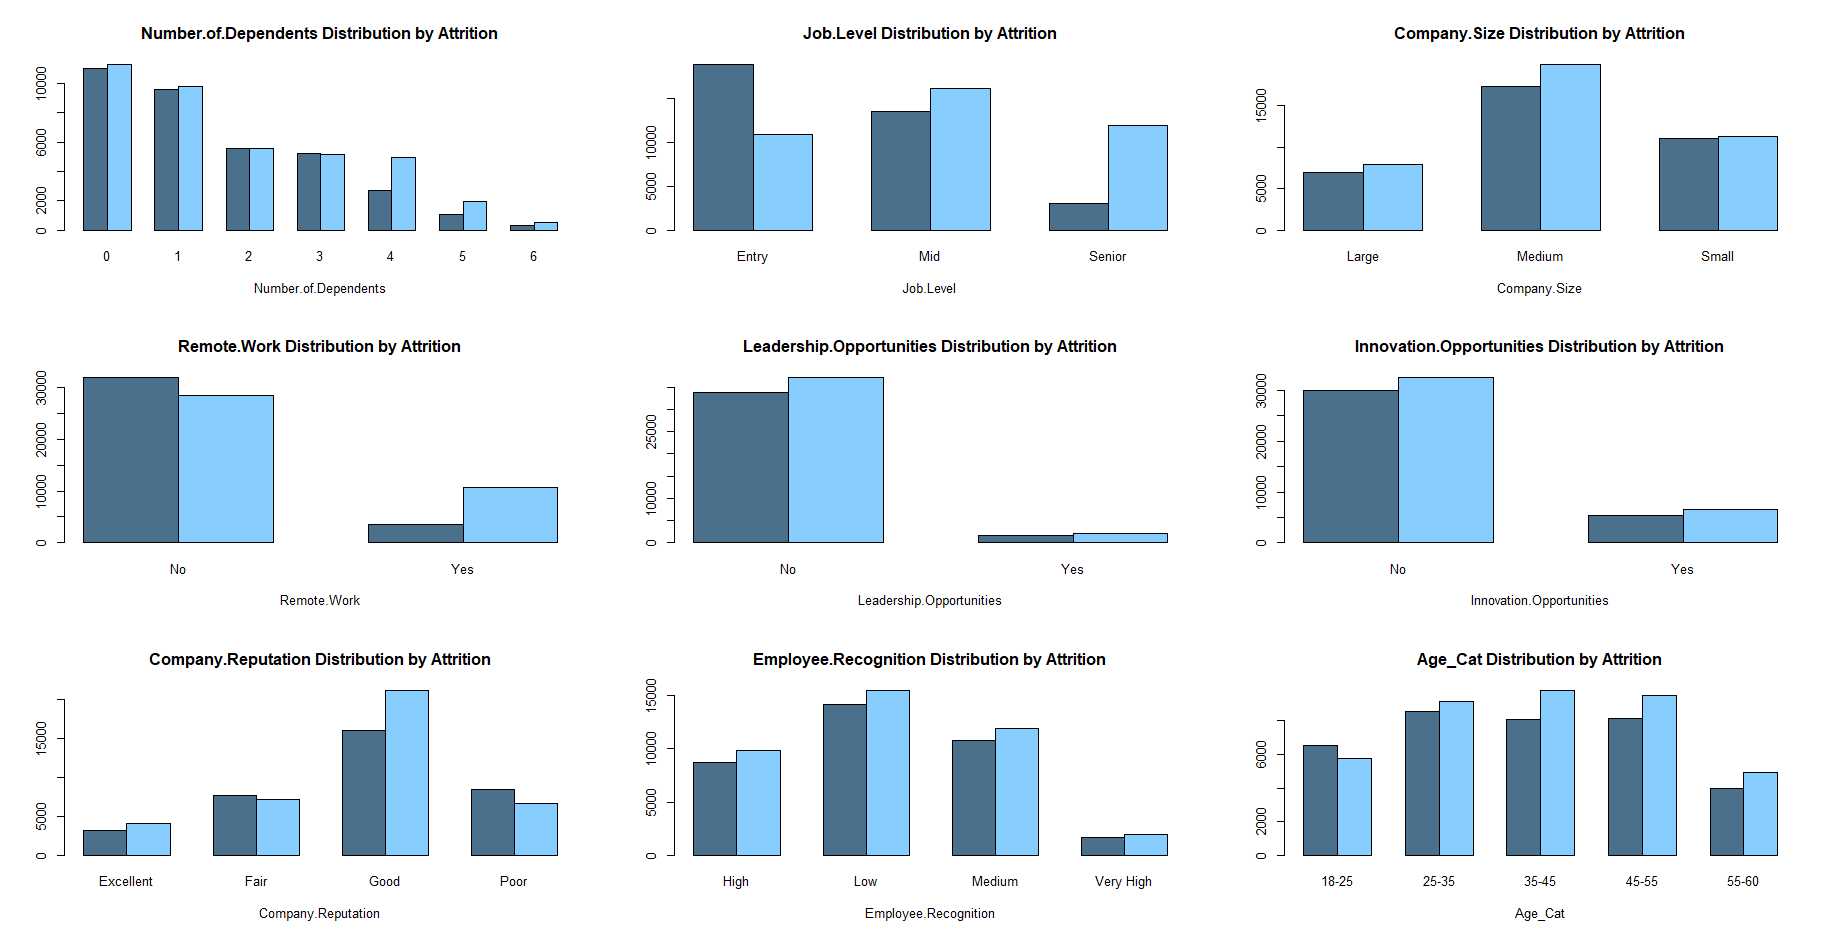 Number.of.Dependents Distribution by Attrition
10000
6000
2000
0
0 1 2 3 4 5 6
Number.of.Dependents
Job.Level Distribution by Attrition
10000
5000
0
Entry Mid Senior
Job.Level
Company.Size Distribution by Attrition
15000
5000
0
Large Medium Small
Company.Size
Remote.Work Distribution by Attrition
30000
20000
10000
0
No Yes
Remote.Work
Leadership.Opportunities Distribution by Attrition
25000
10000
0
No Yes
Leadership.Opportunities
Innovation.Opportunities Distribution by Attrition
30000
20000
10000
0
No Yes
Innovation.Opportunities
Company.Reputation Distribution by Attrition
15000
5000
0
Excellent Fair Good Poor
Company.Reputation
Employee.Recognition Distribution by Attrition
15000
10000
5000
0
High Low Medium Very High
Employee.Recognition
Age_Cat Distribution by Attrition
6000
2000
0
18-25 25-35 35-45 45-55 55-60
Age_Cat